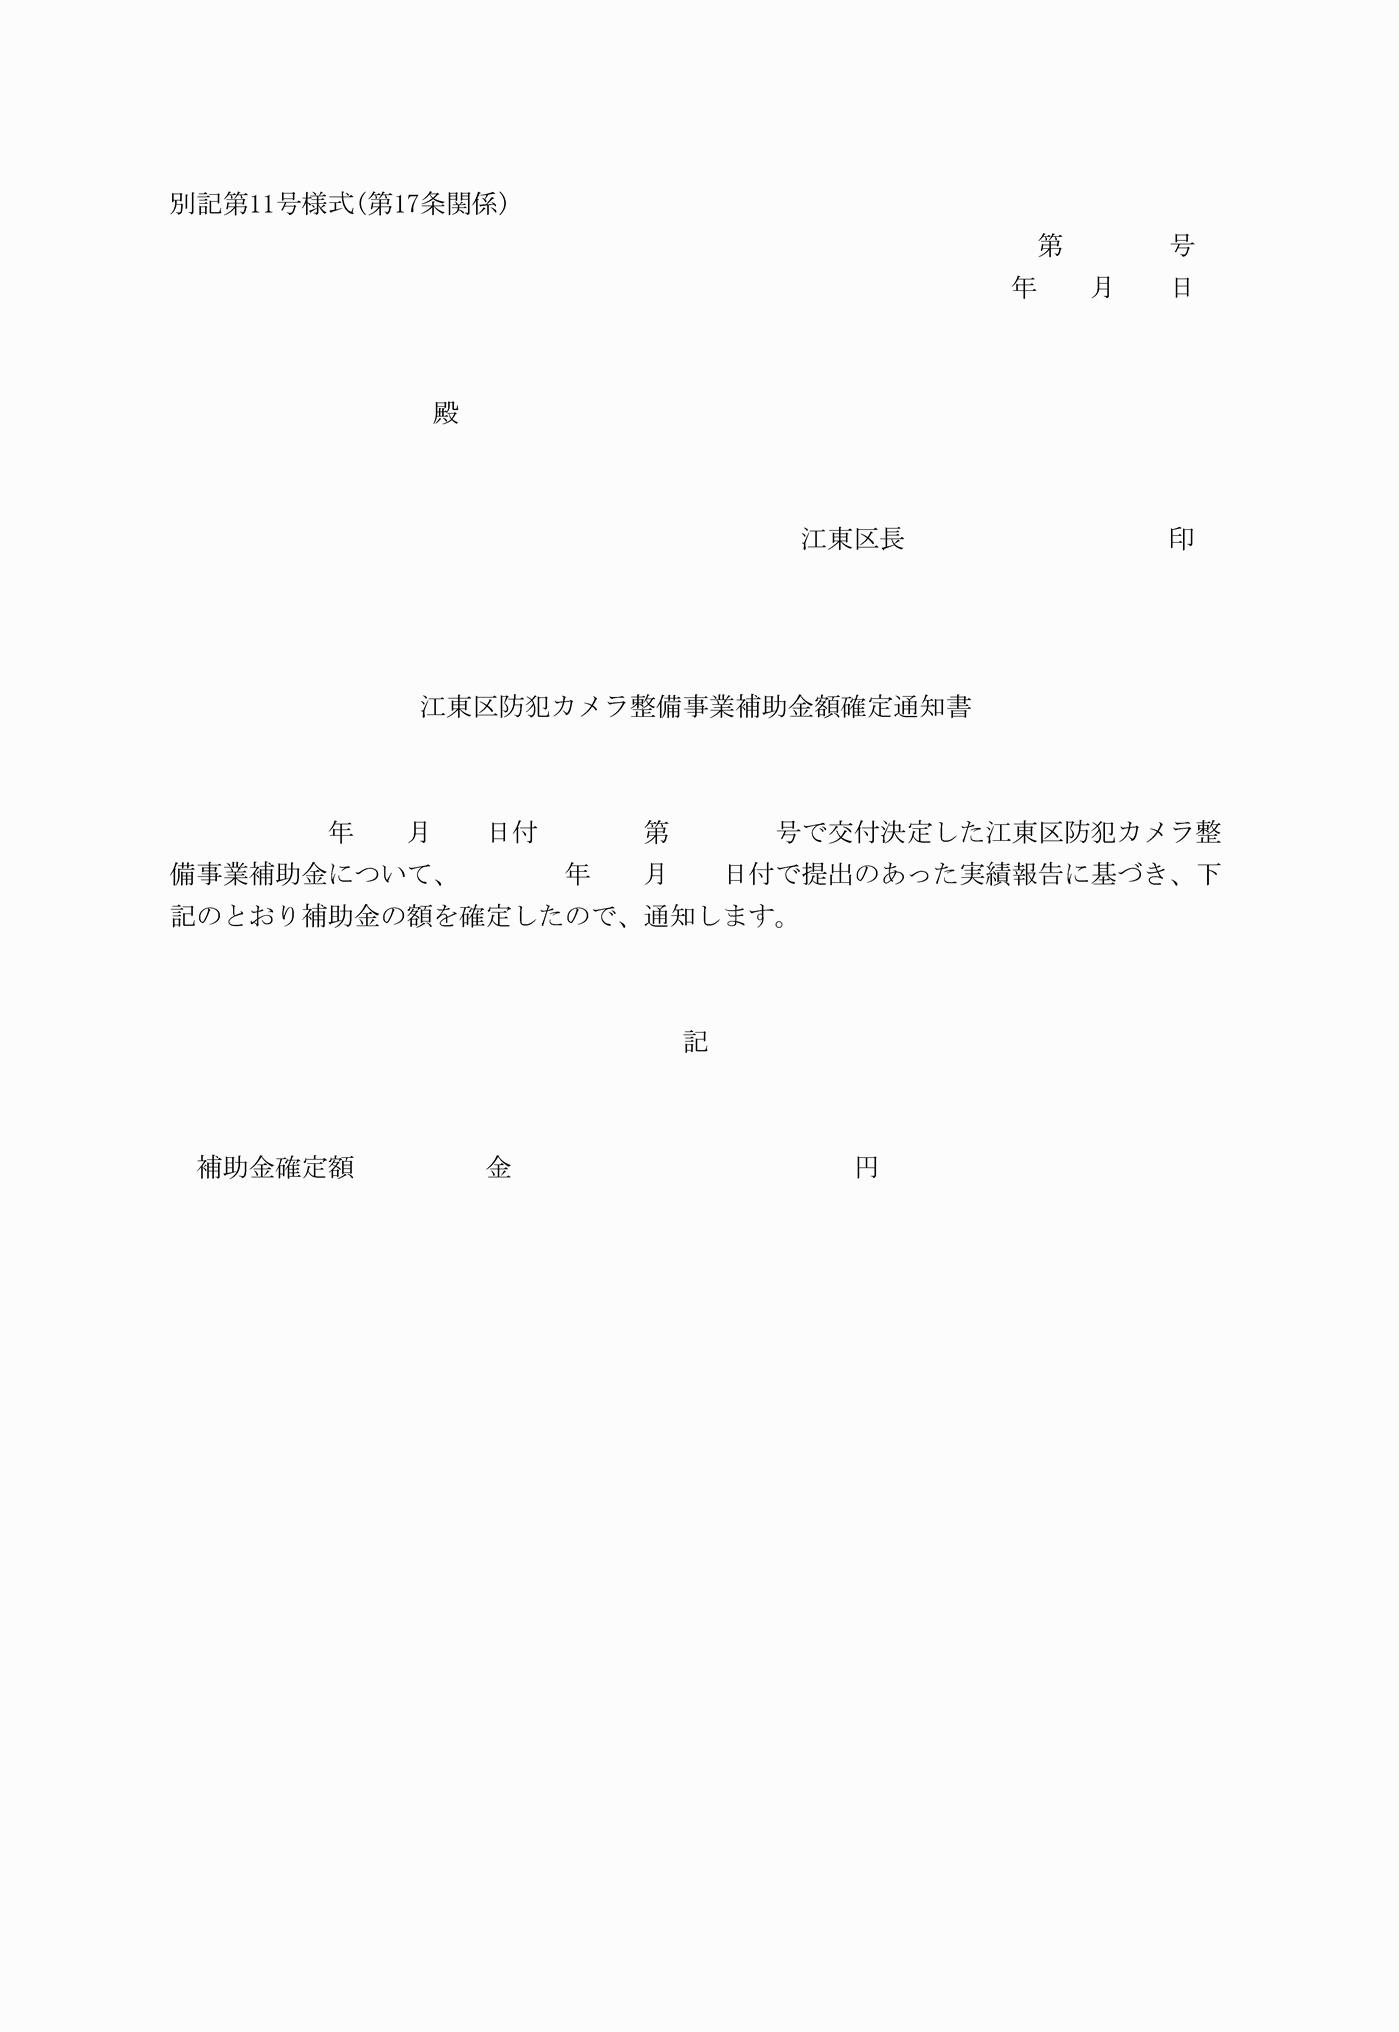 別記第11号様式(第17条関係)
第　　　　号
年　　月　　日
殿
江東区長　　　　　　　　　　印
江東区防犯カメラ整備事業補助金額確定通知書
年　　月　　日付　　　　第　　　　号で交付決定した江東区防犯カメラ整
備事業補助金について、　　　　年　　月　　日付で提出のあった実績報告に基づき、下
記のとおり補助金の額を確定したので、通知します。
記
補助金確定額　　　　　金　　　　　　　　　　　　　円